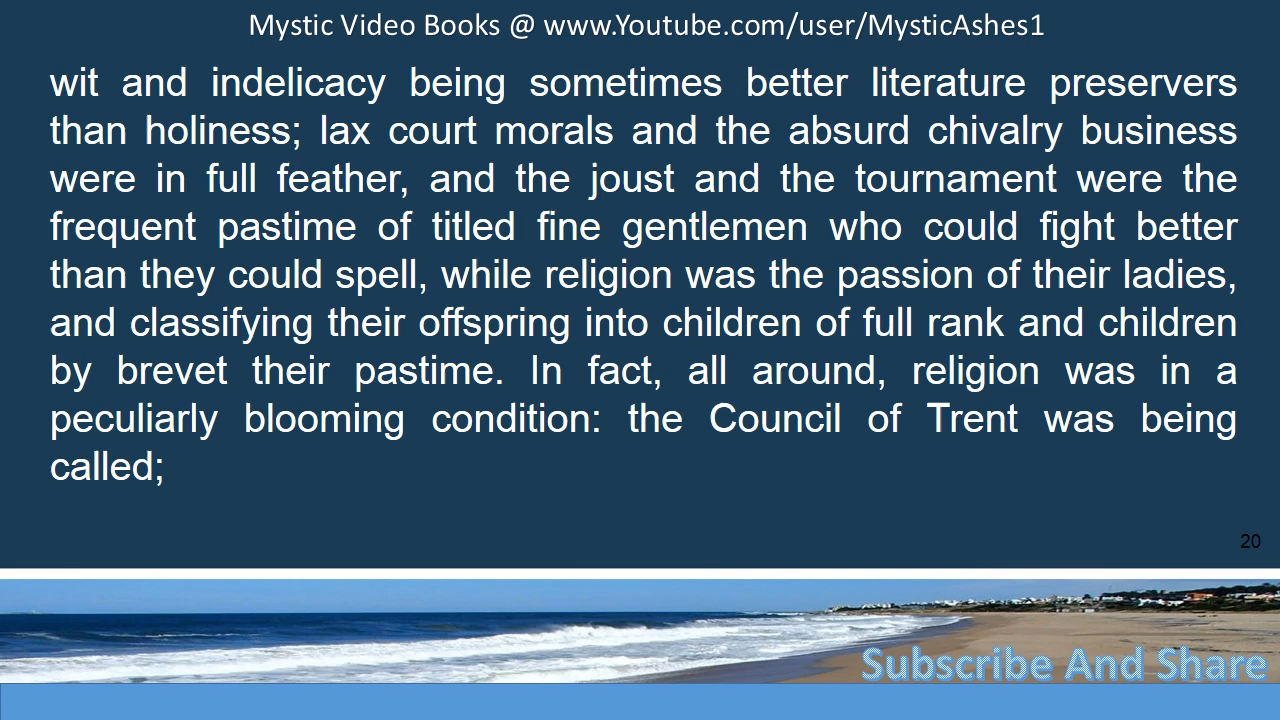 Mystic Video Books @ www.Youtube.com/user/MysticAshes1
wit and indelicacy being sometimes better literature preservers
than holiness; lax court morals and the absurd chivalry business
were in full feather, and the joust and the tournament were the
frequent pastime of titled fine gentlemen who could fight better
than they could spell, while religion was the passion of their ladies,
and classifying their offspring into children of full rank and children
by brevet their pastime. In fact, all around, religion was in a
peculiarly blooming condition: the Council of Trent was being
called;
20
Subscribe And Share